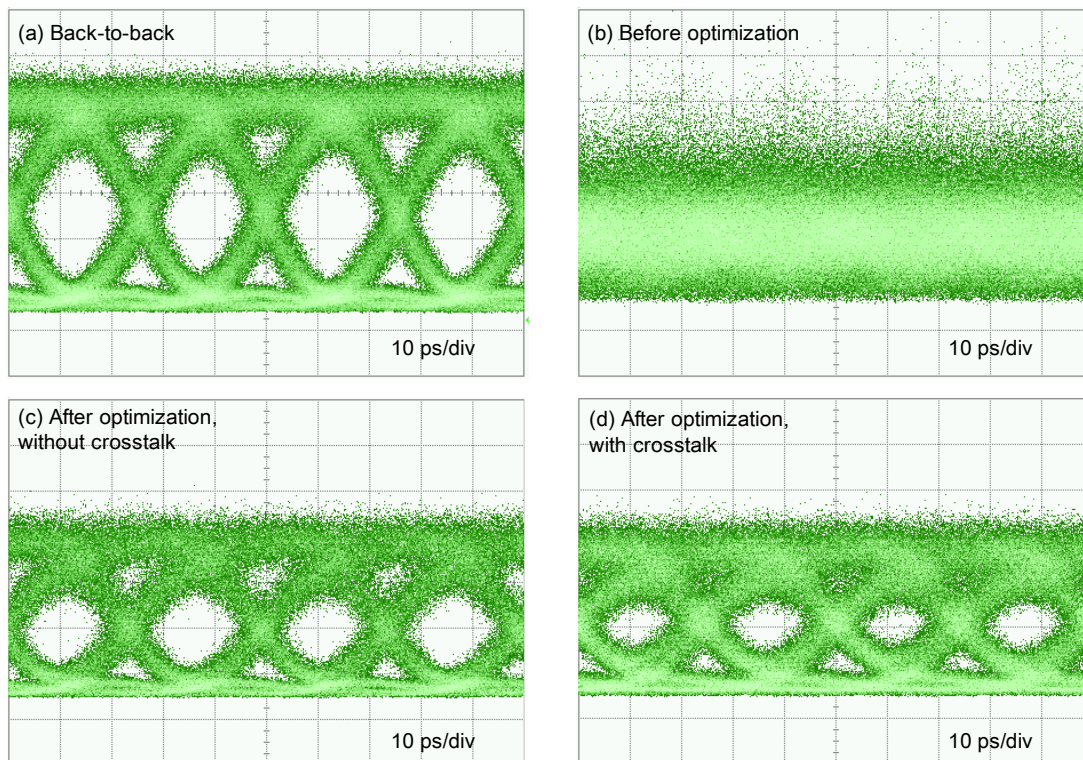 (a) Back-to-back
10 ps/div
(b) Before optimization
10 ps/div
(c) After optimization,
without crosstalk
10 ps/div
(d) After optimization,
with crosstalk
10 ps/div